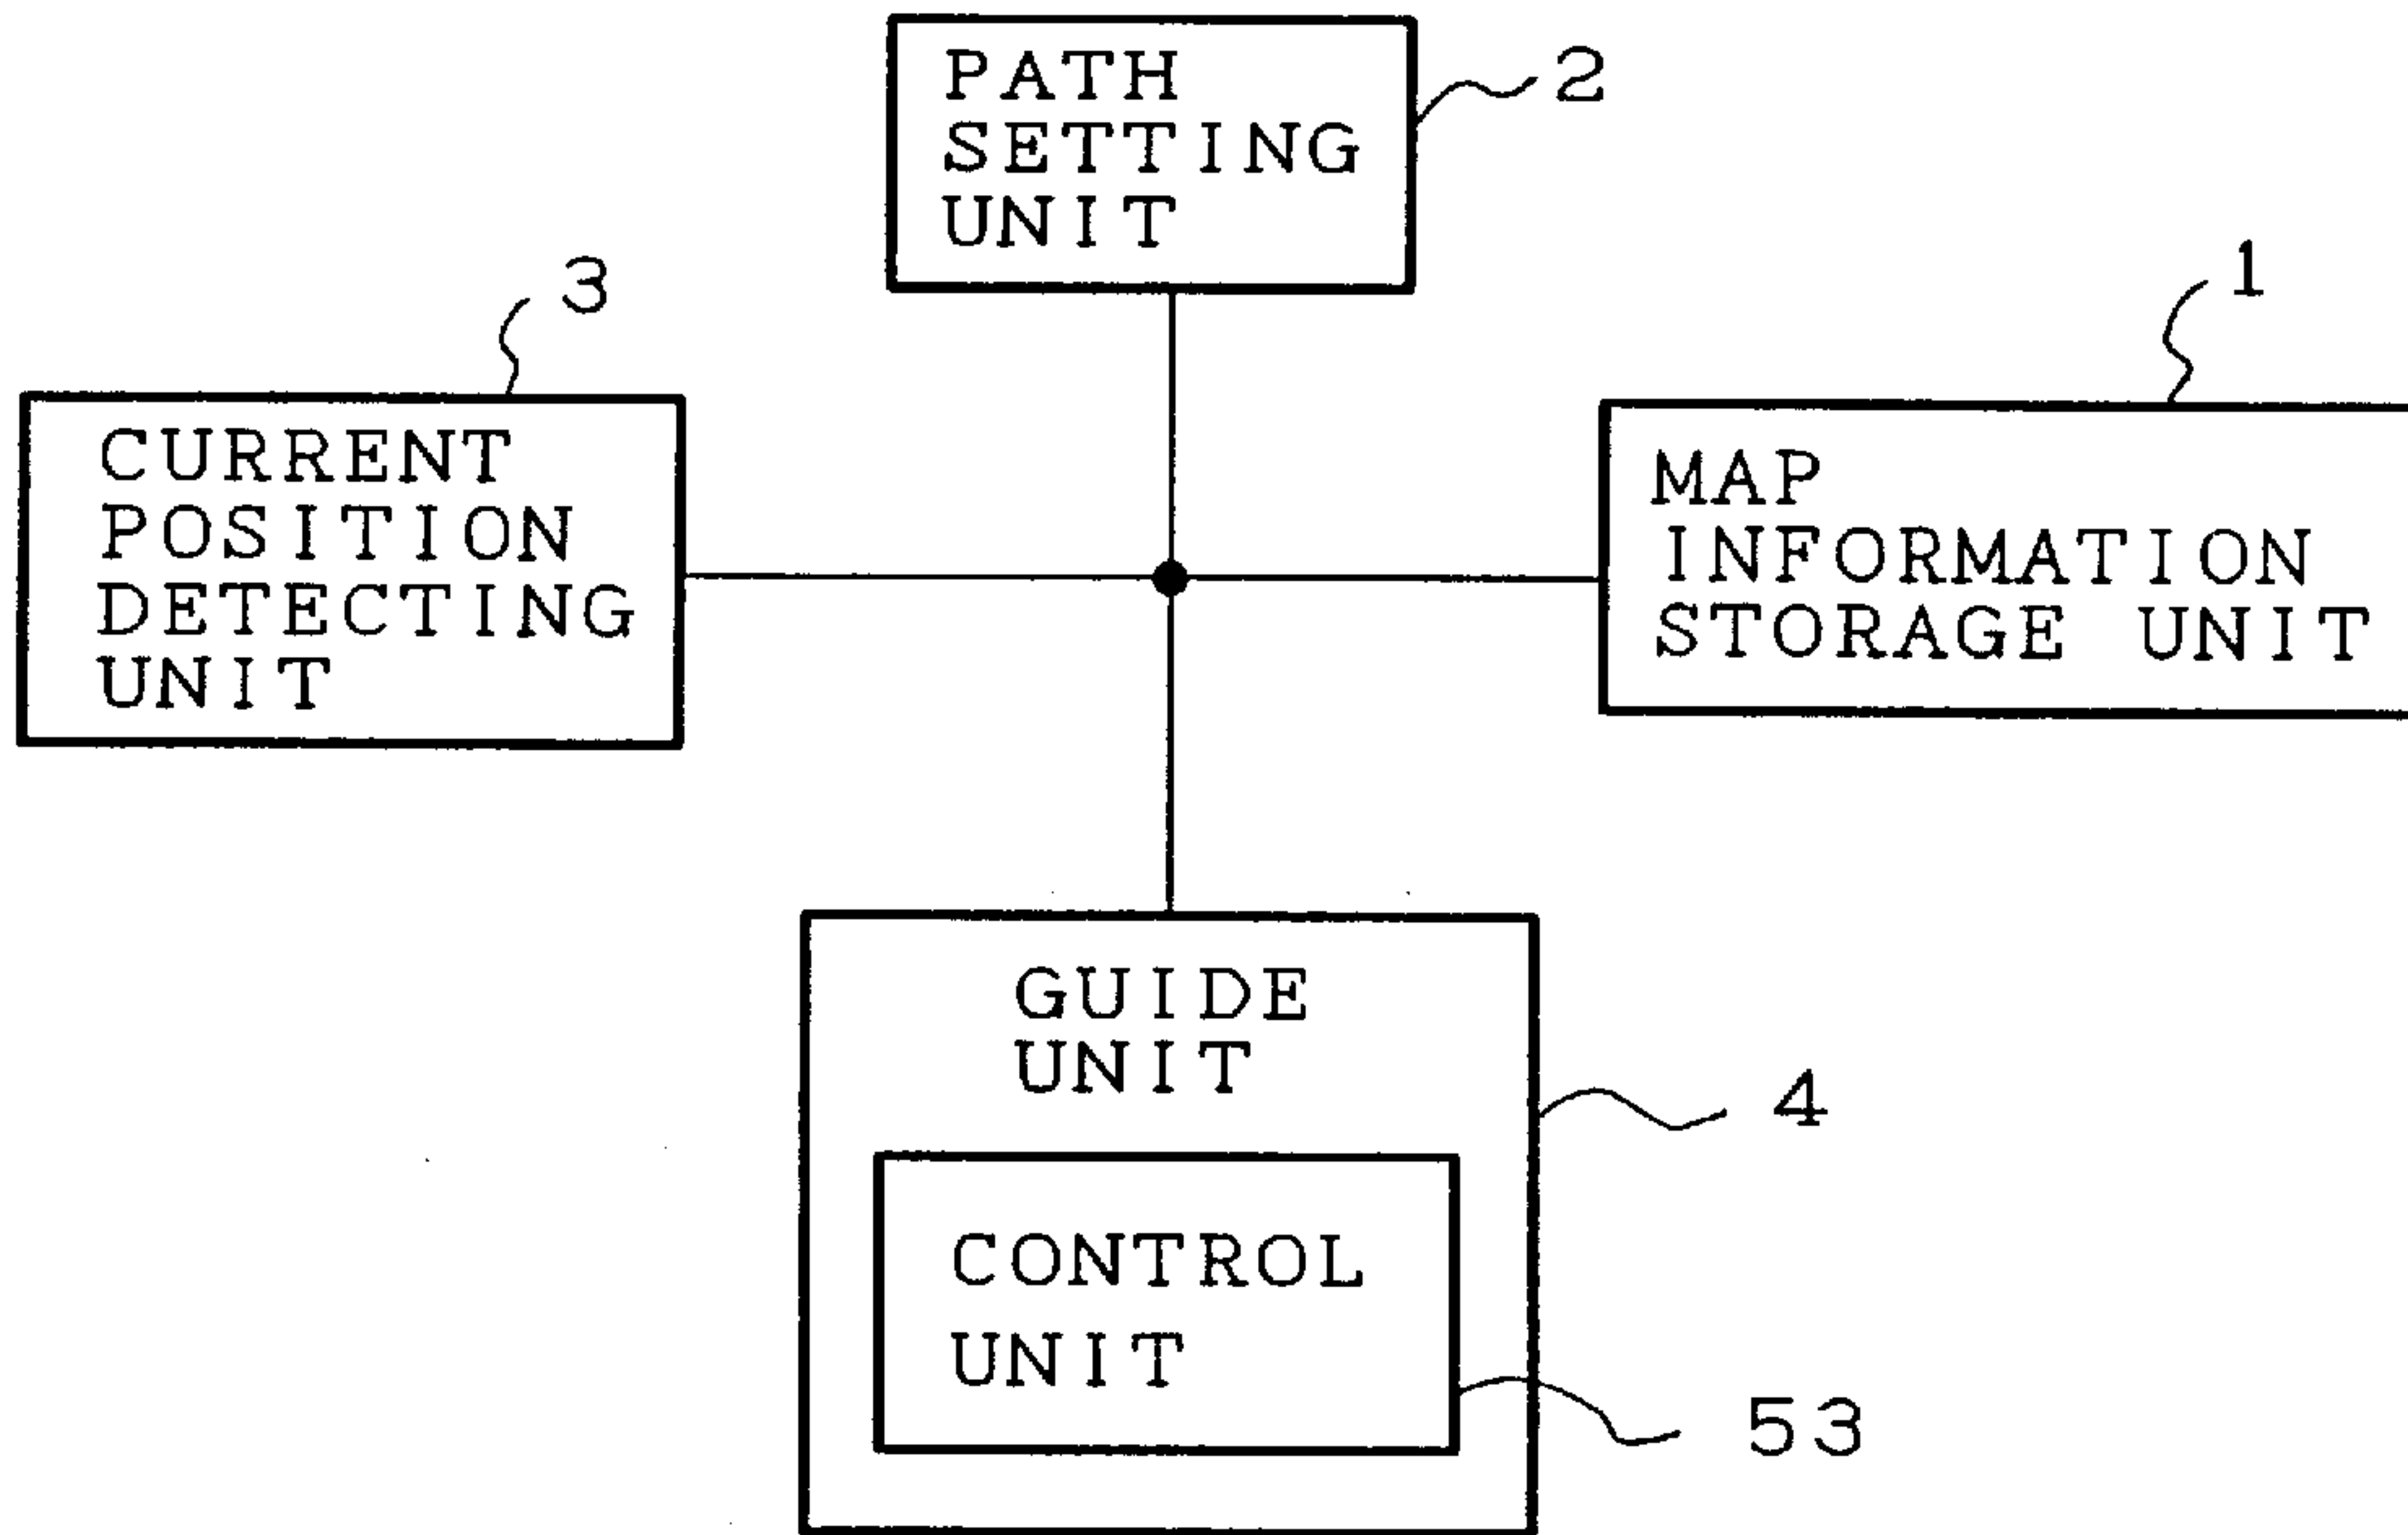 PATH
SETTING
UNIT
2
3
1
CURRENT
POSITION
DETECTING
UNIT
MAP
INFORMATION
STORAGE UNIT
GUIDE
UNIT
4
CONTROL
UNIT
53